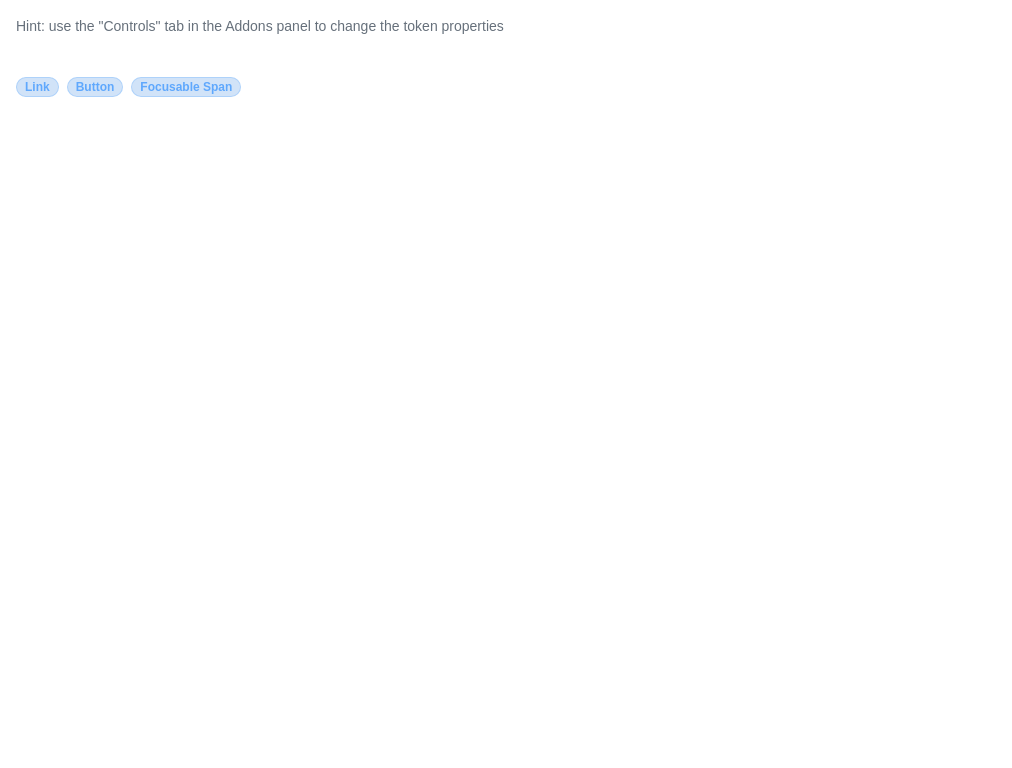 Hint: use the "Controls" tab in the Addons panel to change the token properties
Link Button Focusable Span